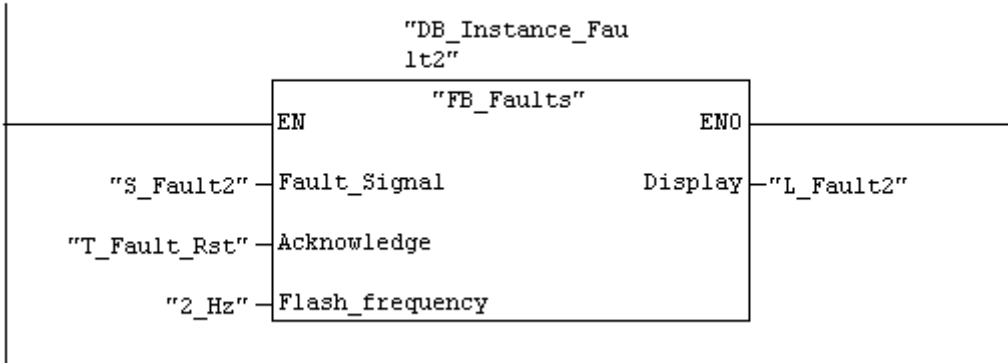 "DB_Instance_Fau
lt2"
"FB_Faults"
EN ENO
"S_Fault2" Fault_Signal Display "L_Fault2"
"T_Fault_Rst" Acknowledge
"2_Hz" Flash_frequency